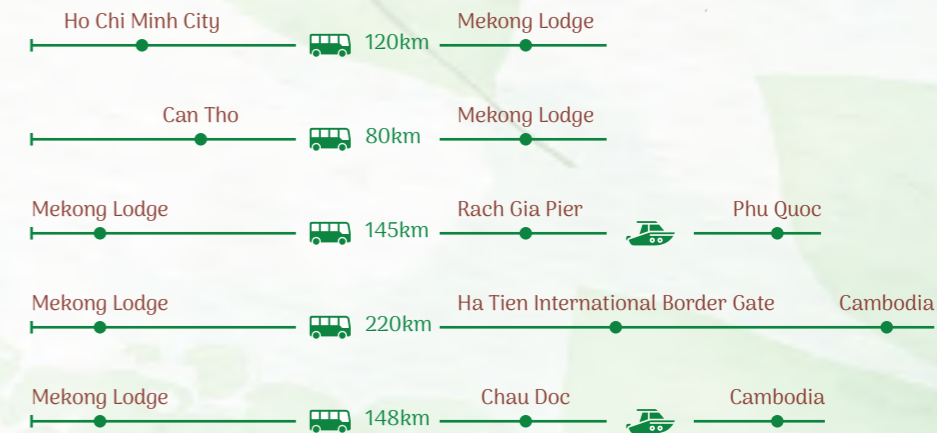 Ho Chi Minh City 120km Mekong Lodge
Can Tho 80km Mekong Lodge
Mekong Lodge 145km Rach Gia Pier Phu Quoc
Mekong Lodge 220km Ha Tien International Border Gate Cambodia
Mekong Lodge 148km Chau Doc Cambodia